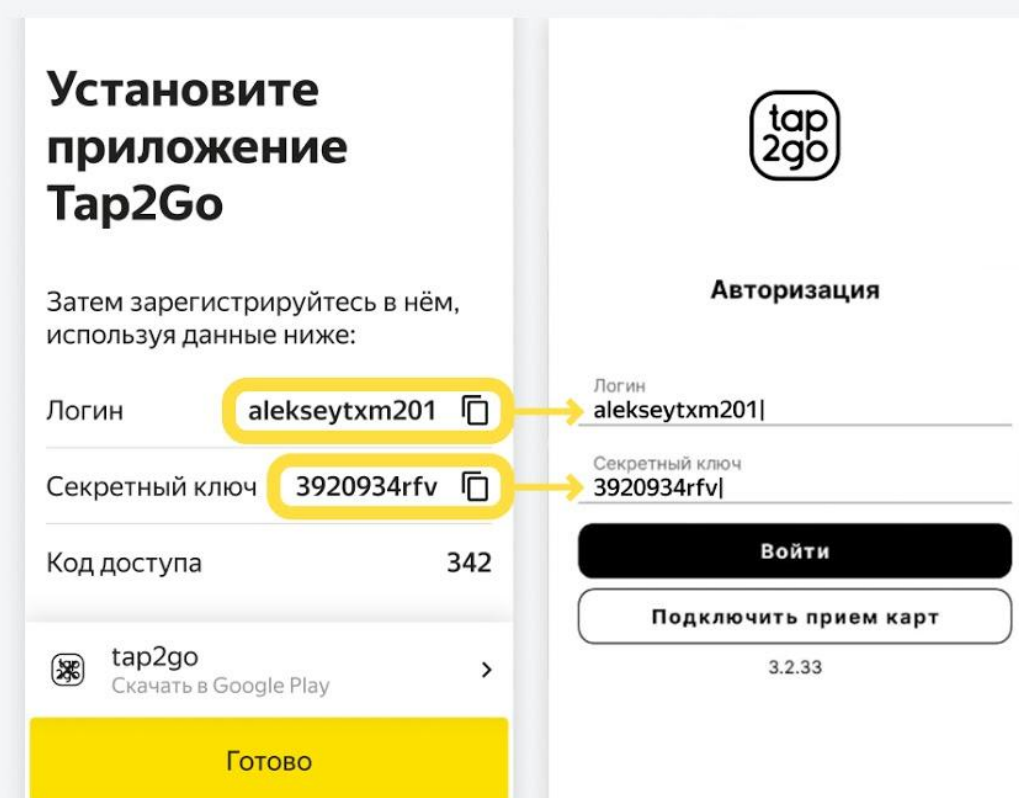 Установите
приложение
Tap2Go
Затем зарегистрируйтесь в нём,
используя данные ниже:
Логин alekseytxm201
Секретный ключ 3920934rfv
Код доступа 342
tap2go
Скачать в Google Play
Готово
tap
2go
Авторизация
Логин
alekseytxm201|
Секретный ключ
3920934rfv|
Войти
Подключить прием карт
3.2.33